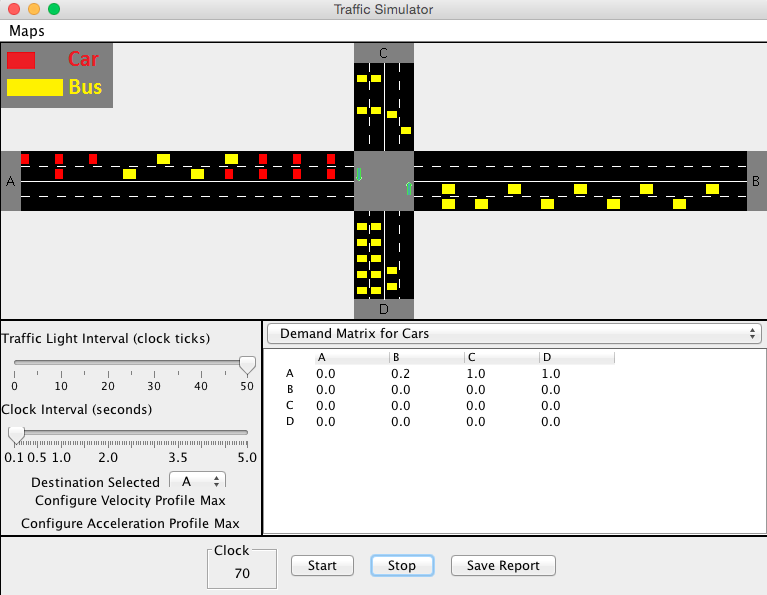 Traffic Simulator
Maps
Car
Bus
C
A
B
D
Traffic Light Interval (clock ticks)
0 10 20 30 40 50
Clock Interval (seconds)
0.1 0.5 1.0 2.0 3.5 5.0
Destination Selected A
Configure Velocity Profile Max
Configure Acceleration Profile Max
Demand Matrix for Cars
A B C D
A 0.0 0.2 1.0 1.0
B 0.0 0.0 0.0 0.0
C 0.0 0.0 0.0 0.0
D 0.0 0.0 0.0 0.0
Clock
70
Start Stop Save Report